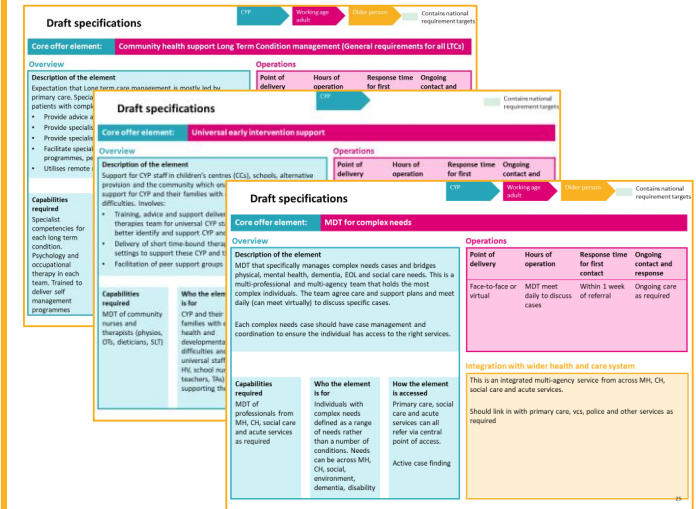 CYP
Working age
adult
Older person
Contains national
requirement targets
Draft specifications
Core offer element: Community health support Long Term Condition management (General requirements for all LTCs)
Overview
Operations
Description of the element
Expectation that Long term care management is mostly led by
primary care. Specia
patients with compl
• Provide advice a
• Provide specialis
• Provide specialis
• Facilitate special
programmes, pe
• Utilises remote
Point of
delivery
Hours of
operation
Response time
for first
Ongoing
contact and
Capabilities
required
Specialist
competencies for
each long term
condition.
Psychology and
occupational
therapy in each
team. Trained to
deliver self
management
programmes
CYP
Contains national
requirement targets
Draft specifications
Core offer element: Universal early intervention support
Overview
Operations
Description of the element
Support for CYP staff in children's centres (CCs), schools, alternative
provision and the community which en
support for CYP and their families with
difficulties. Involves:
• Training, advice and support deliver
therapies team for universal CYP sta
better identify and support CYP an
• Delivery of short time-bound therap
settings to support these CYP and t
• Facilitation of peer support groups
Point of
delivery
Hours of
operation
Response time
for first
Ongoing
contact and
Capabilities
required
MDT of community
nurses and
therapists (physios,
OTs, dieticians, SLT)
Who the elem
is for
CYP and their
families with e
health and
developmenta
difficulties and
universal staff
HV, school nur
teachers, TAs)
supporting the
CYP
Working age
adult
Older person
Contains national
requirement targets
Draft specifications
Core offer element: MDT for complex needs
Overview
Operations
Description of the element
MDT that specifically manages complex needs cases and bridges
physical, mental health, dementia, EOL and social care needs. This is a
multi-professional and multi-agency team that holds the most
complex individuals. The team agree care and support plans and meet
daily (can meet virtually) to discuss specific cases.
Each complex needs case should have case management and
coordination to ensure the individual has access to the right services.
Point of
delivery
Hours of
operation
Response time
for first
contact
Ongoing
contact and
response
Face-to-face or
virtual
MDT meet
daily to discuss
cases
Within 1 week
of referral
Ongoing care
as required
Capabilities
required
MDT of
professionals from
MH, CH, social care
and acute services
as required
Who the element
is for
Individuals with
complex needs
defined as a range
of needs rather
than a number of
conditions. Needs
can be across MH,
CH, social,
environment,
dementia, disability
How the element
is accessed
Primary care, social
care and acute
services can all
refer via central
point of access.
Active case finding
Integration with wider health and care system
This is an integrated multi-agency service from across MH, CH,
social care and acute services.
Should link in with primary care, vcs, police and other services as
required
25